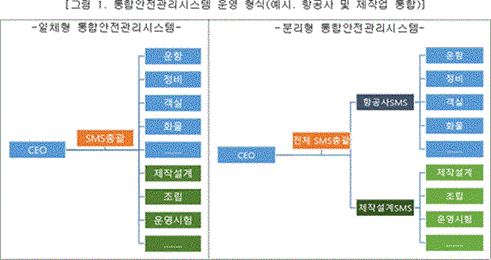 [그림 1. 통합안전관리시스템 운영 형식(예시. 항공사 및 제작업 통합)]
-일체형 통합안전관리시스템-
CEO
SMS총괄
운항
정비
객실
화물
.......
제작설계
조립
운영시험
.......
-분리형 통합안전관리시스템-
CEO
전체 SMS총괄
항공사SMS
운항
정비
객실
화물
.......
제작설계SMS
제작설계
조립
운영시험
.......